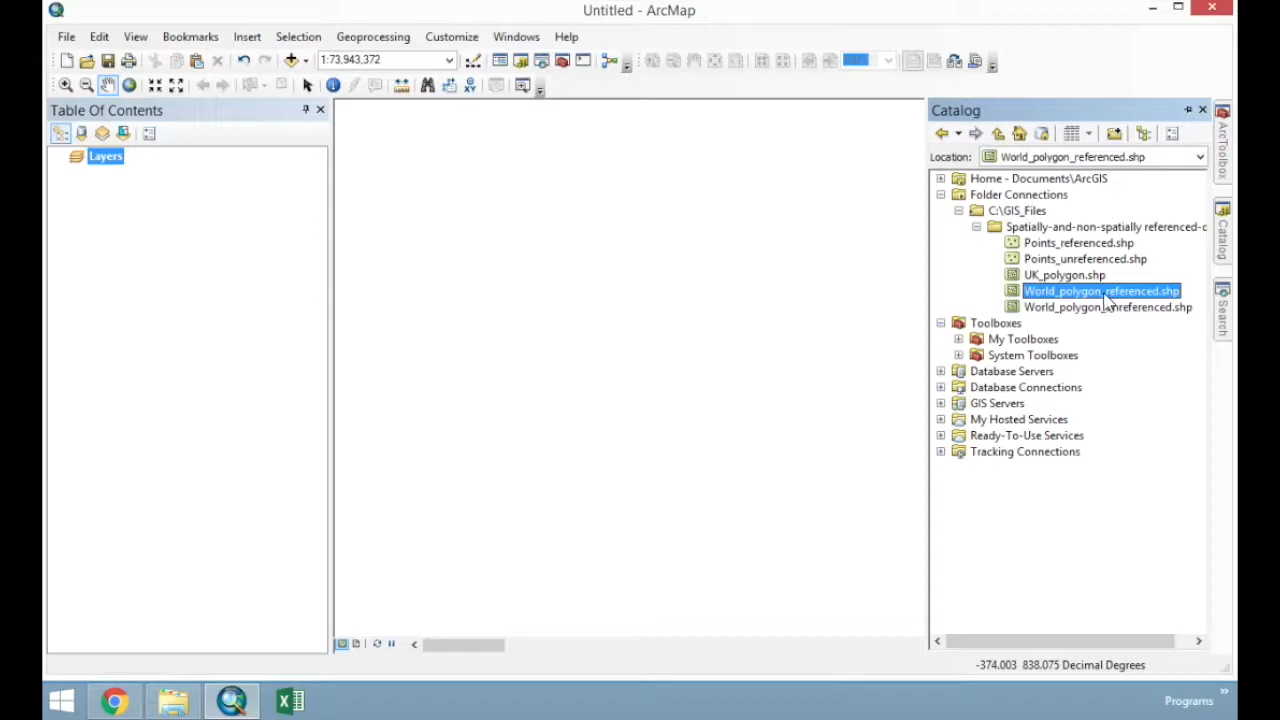 Untitled - ArcMap
File Edit View Bookmarks Insert Selection Geoprocessing Customize Windows Help
1:73,943,372
Table Of Contents
Layers
Catalog
Location: World_polygon_referenced.shp
Home - Documents\ArcGIS
Folder Connections
C:\GIS_Files
Spatially-and-non-spatially referenced-c
Points_referenced.shp
Points_unreferenced.shp
UK_polygon.shp
World_polygon_referenced.shp
World_polygon_unreferenced.shp
Toolboxes
My Toolboxes
System Toolboxes
Database Servers
Database Connections
GIS Servers
My Hosted Services
Ready-To-Use Services
Tracking Connections
ArcToolbox
Catalog
Search
-374.003 838.075 Decimal Degrees
Programs